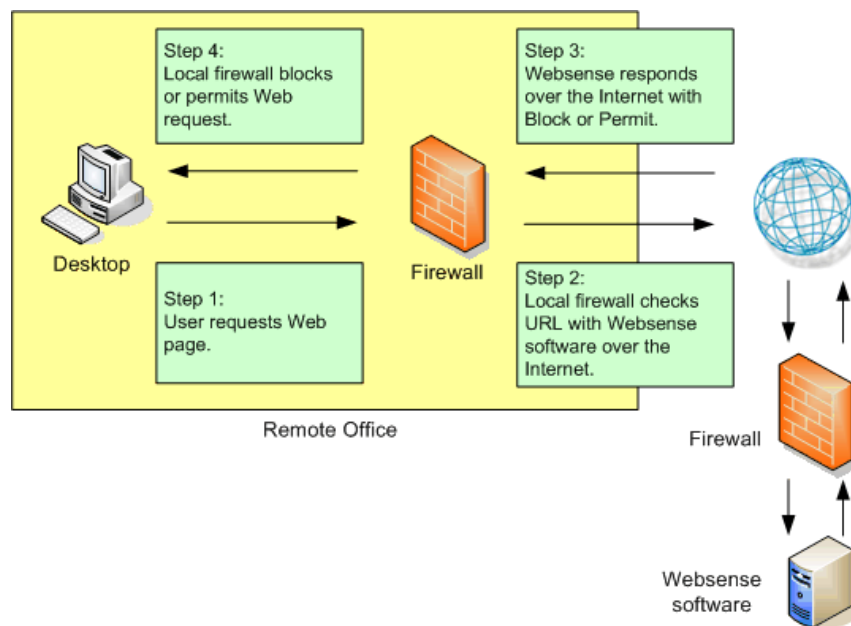 Step 4:
Local firewall blocks
or permits Web
request.
Step 3:
Websense responds
over the Internet with
Block or Permit.
Desktop
Firewall
Step 1:
User requests Web
page.
Step 2:
Local firewall checks
URL with Websense
software over the
Internet.
Remote Office
Firewall
Websense
software